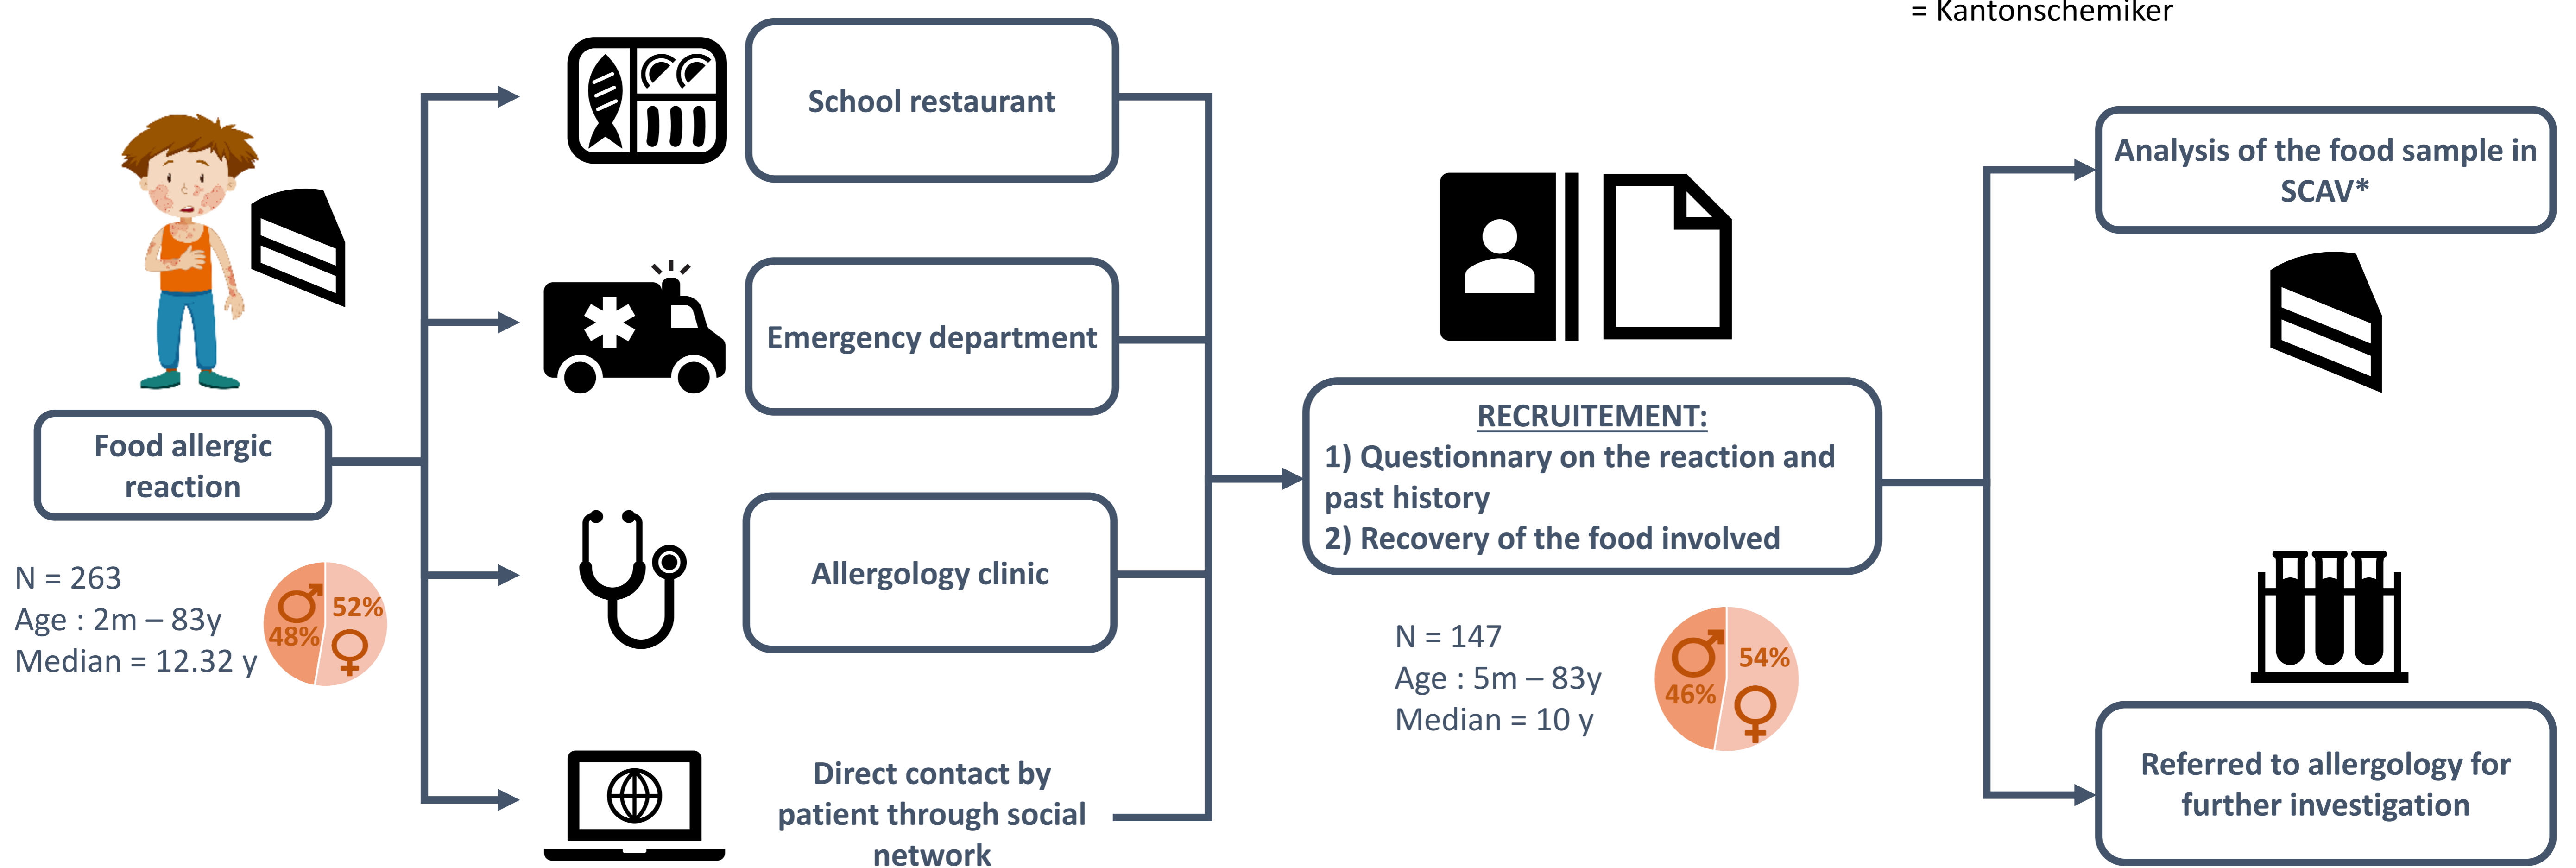 = Kantonschemiker
School restaurant
Emergency department
Allergology clinic
Direct contact by
patient through social
network
Food allergic
reaction
N = 263
Age : 2m – 83y
Median = 12.32 y
52%
48%
RECRUITEMENT:
1) Questionnary on the reaction and
past history
2) Recovery of the food involved
N = 147
Age : 5m – 83y
Median = 10 y
54%
46%
Analysis of the food sample in
SCAV*
Referred to allergology for
further investigation